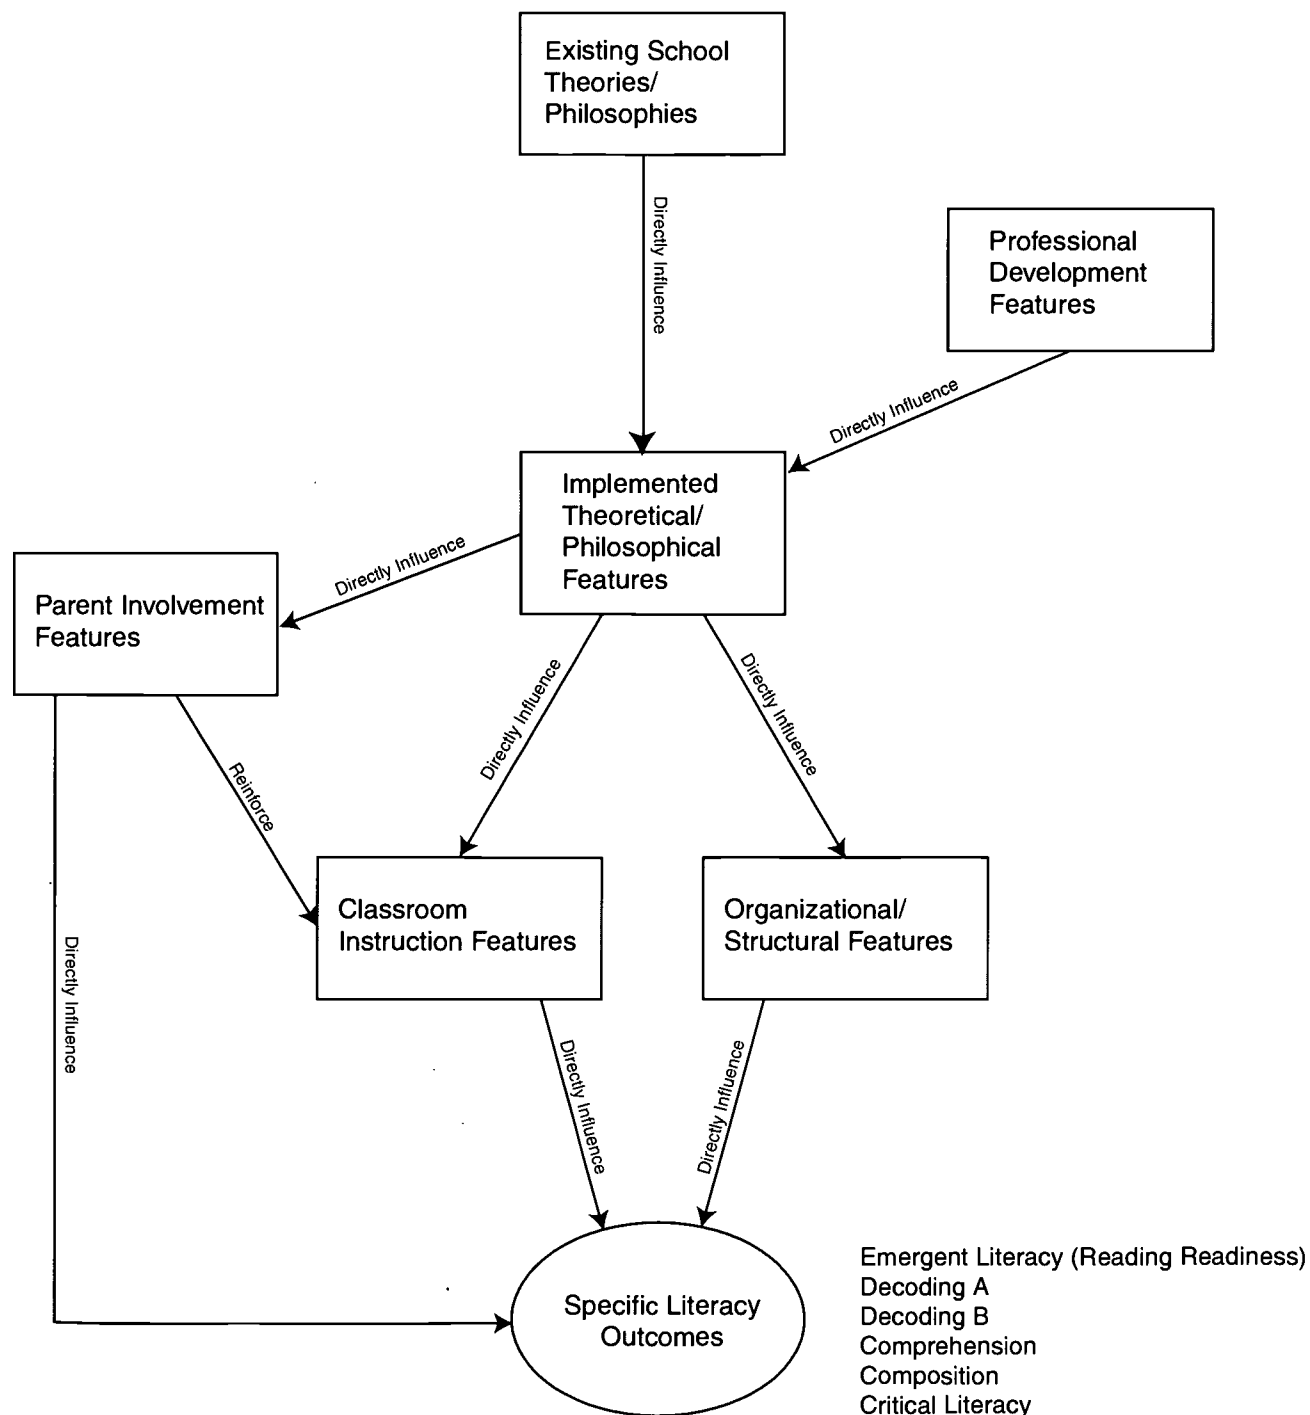 Existing School
Theories/
Philosophies
Directly Influence
Professional
Development
Features
Directly Influence
Implemented
Theoretical/
Philosophical
Features
Directly Influence
Parent Involvement
Features
Directly Influence
Directly Influence
Reinforce
Classroom
Instruction Features
Organizational/
Structural Features
Directly Influence
Directly Influence
Directly Influence
Specific Literacy
Outcomes
Emergent Literacy (Reading Readiness)
Decoding A
Decoding B
Comprehension
Composition
Critical Literacy